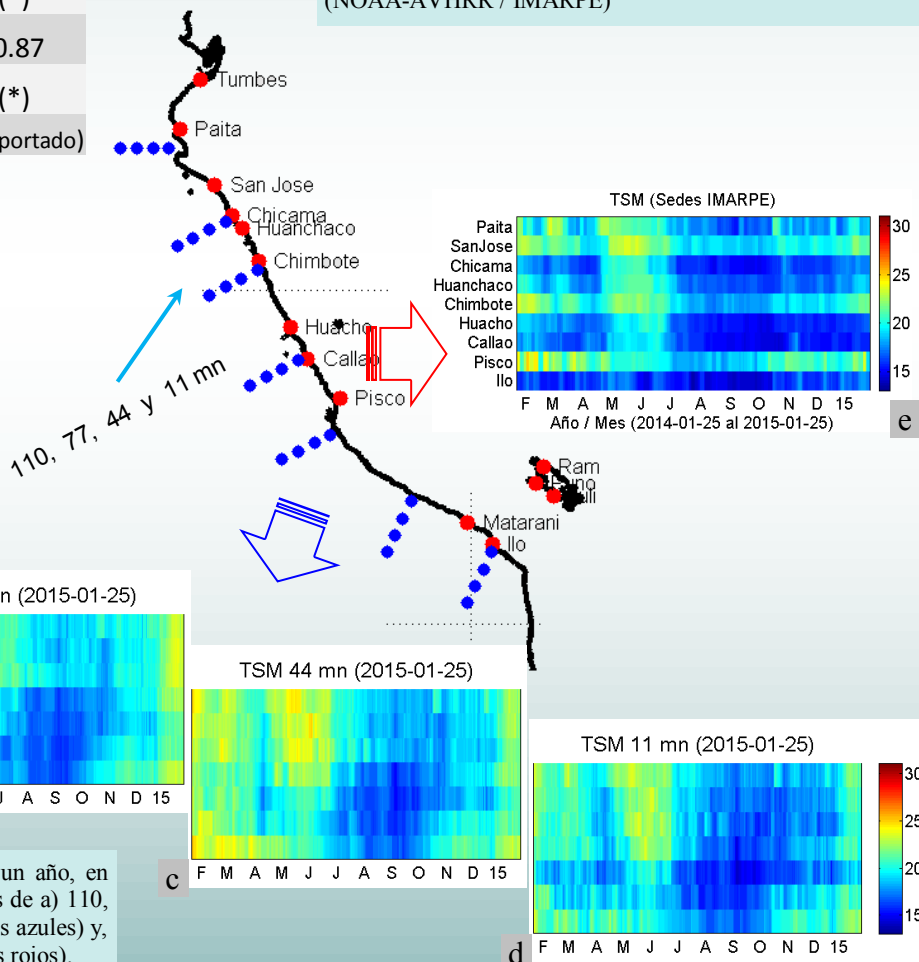 (*)
0.87
(*)
portado)
(NOAA-AVHRR / IMARPE)
Tumbes
Paita
San Jose
Chicama
Huanchaco
Chimbote
Huacho
Callao
Pisco
110, 77, 44 y 11 mn
Ram
Matarani
Ilo
TSM (Sedes IMARPE)
Paita
SanJose
Chicama
Huanchaco
Chimbote
Huacho
Callao
Pisco
Ilo
F M A M J J A S O N D 15
Año / Mes (2014-01-25 al 2015-01-25)
30
25
20
15
e
n (2015-01-25)
J A S O N D 15
TSM 44 mn (2015-01-25)
F M A M J J A S O N D 15
c
TSM 11 mn (2015-01-25)
F M A M J J A S O N D 15
30
25
20
15
d
un año, en
s de a) 110,
s azules) y,
s rojos).